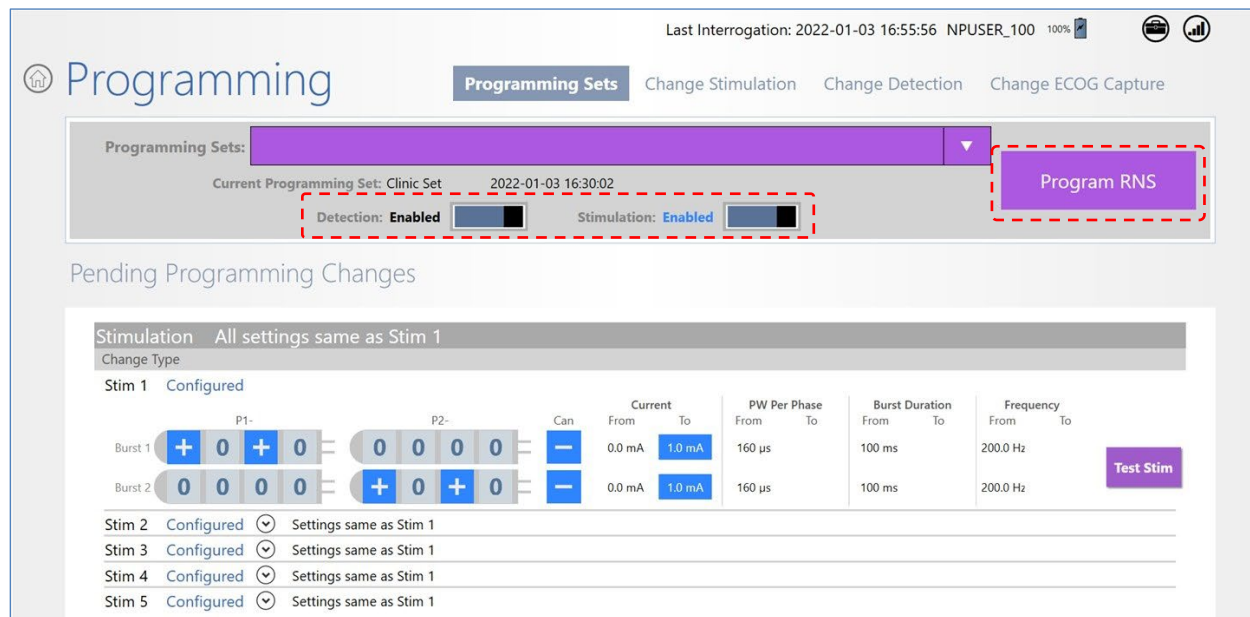 Last Interrogation: 2022-01-03 16:55:56 NPUSER_100 100%
Programming
Programming Sets Change Stimulation Change Detection Change ECOG Capture
Programming Sets:
Program RNS
Current Programming Set: Clinic Set 2022-01-03 16:30:02
Detection: Enabled Stimulation: Enabled
Pending Programming Changes
Stimulation All settings same as Stim 1
Change Type
Stim 1 Configured
Current PW Per Phase Burst Duration Frequency
P1- P2- Can From To From To From To From To
Burst 1 + 0 + 0 0 0 0 0 − 0.0 mA 1.0 mA 160 µs 100 ms 200.0 Hz
Test Stim
Burst 2 0 0 0 0 + 0 + 0 − 0.0 mA 1.0 mA 160 µs 100 ms 200.0 Hz
Stim 2 Configured Settings same as Stim 1
Stim 3 Configured Settings same as Stim 1
Stim 4 Configured Settings same as Stim 1
Stim 5 Configured Settings same as Stim 1